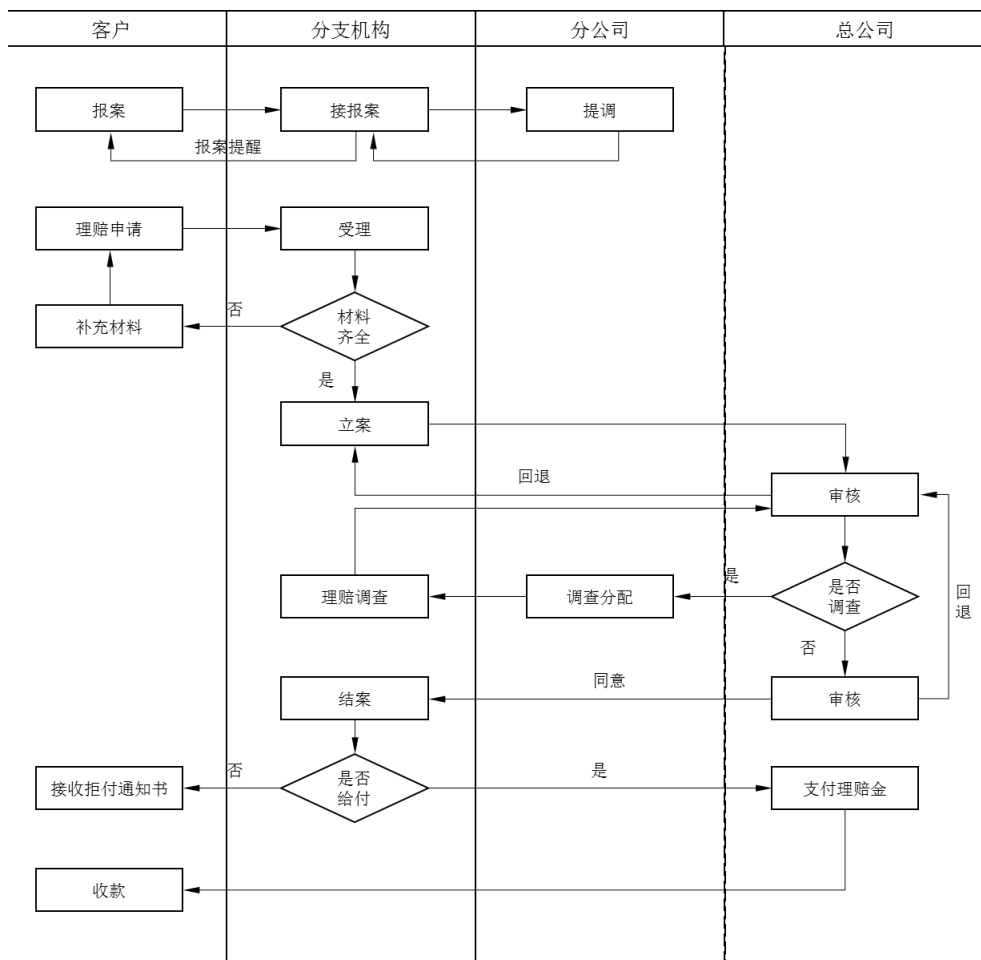 客户
分支机构
分公司
总公司
报案
接报案
提调
报案提醒
理赔申请
受理
补充材料
否
材料
齐全
是
立案
回退
审核
理赔调查
调查分配
是
是否
调查
回
退
否
结案
同意
审核
接收拒付通知书
否
是否
给付
是
支付理赔金
收款